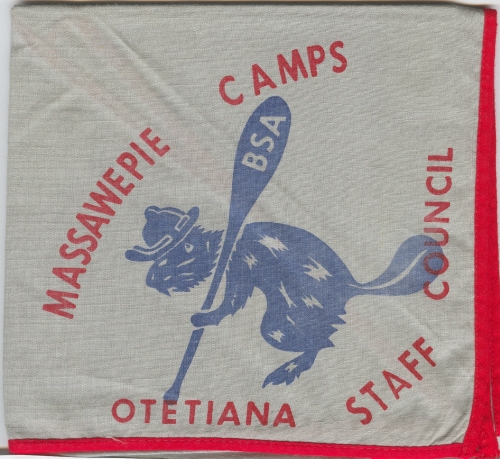 MASSAWEPIE CAMPS
BSA
OTETIANA COUNCIL
STAFF